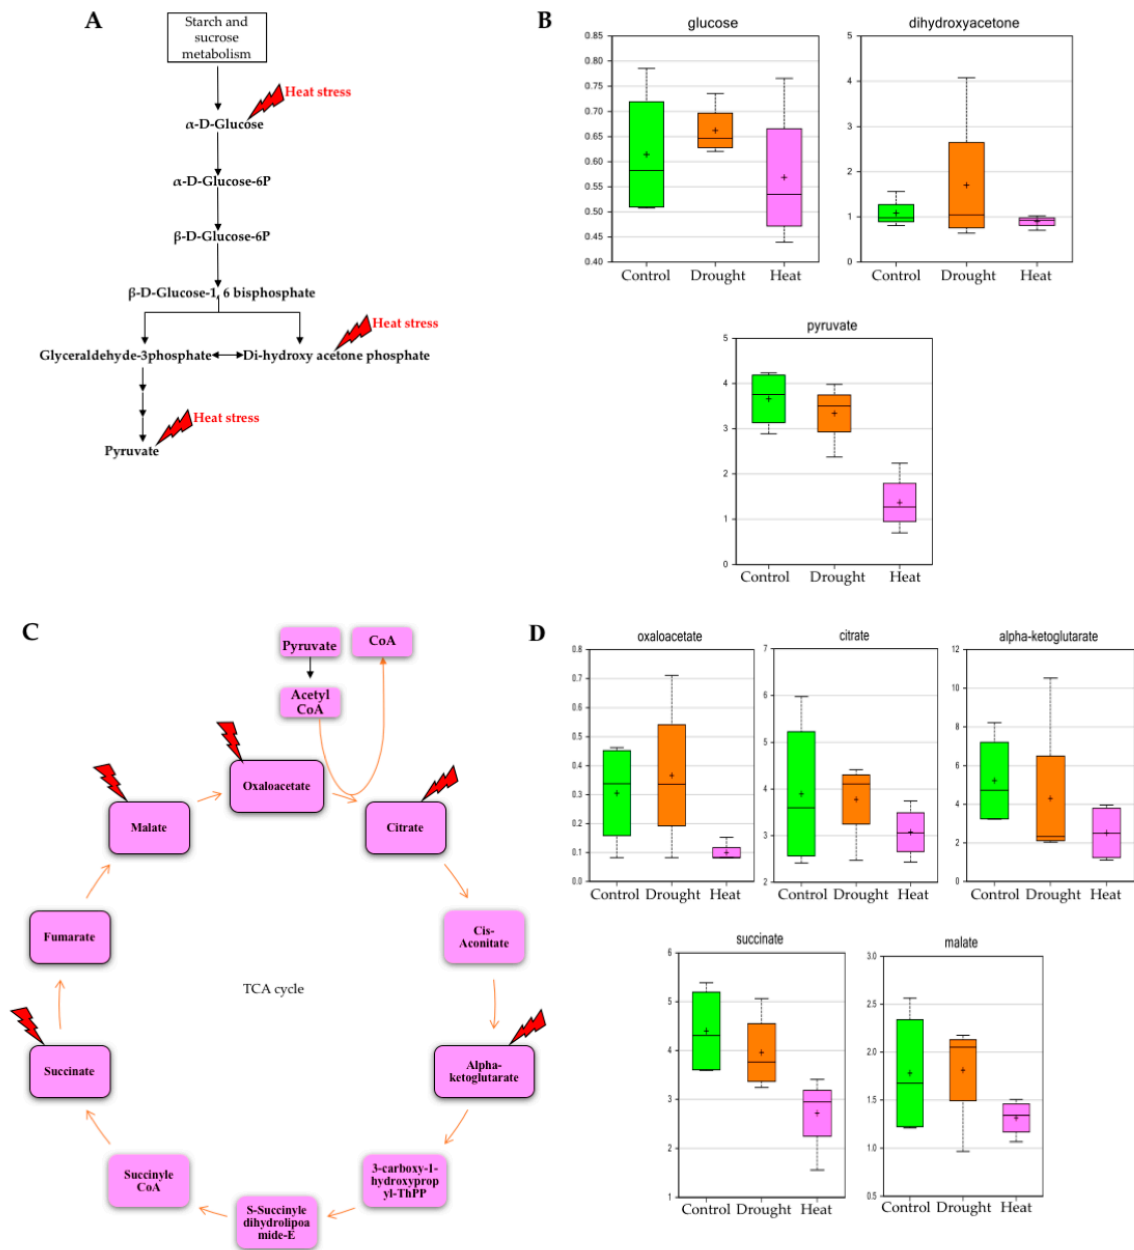 A
Starch and
sucrose
metabolism
Heat stress
α-D-Glucose
α-D-Glucose-6P
β-D-Glucose-6P
β-D-Glucose-1, 6 bisphosphate
Heat stress
Glyceraldehyde-3phosphate
Di-hydroxy acetone phosphate
Heat stress
Pyruvate
B
glucose
0.85
0.80
0.75
0.70
0.65
0.60
0.55
0.50
0.45
0.40
Control Drought Heat
dihydroxyacetone
5
4
3
2
1
0
Control Drought Heat
pyruvate
5
4
3
2
1
0
Control Drought Heat
C
Pyruvate
CoA
Acetyl
CoA
Oxaloacetate
Malate
Citrate
Fumarate
Cis-
Aconitate
TCA cycle
Succinate
Alpha-
ketoglutarate
Succinyle
CoA
3-carboxy-1-
hydroxyprop
yl-ThPP
S-Succinyle
dihydrolipoa
mide-E
D
oxaloacetate
0.8
0.7
0.6
0.5
0.4
0.3
0.2
0.1
0.0
Control Drought Heat
citrate
7
6
5
4
3
2
Control Drought Heat
alpha-ketoglutarate
12
10
8
6
4
2
0
Control Drought Heat
succinate
6
5
4
3
2
1
Control Drought Heat
malate
3.0
2.5
2.0
1.5
1.0
0.5
Control Drought Heat